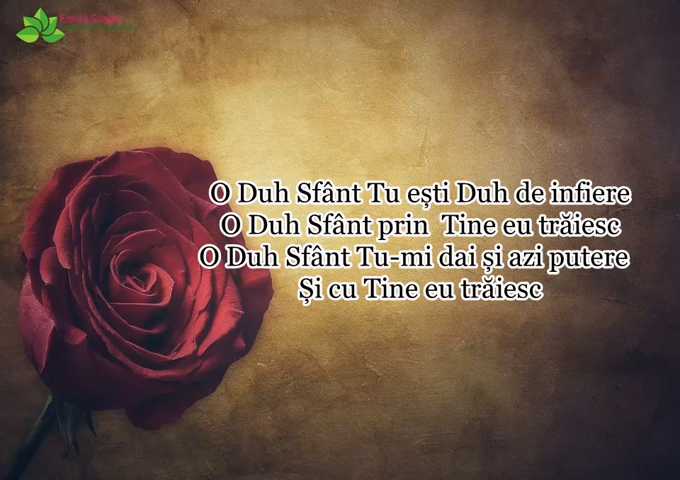 O Duh Sfânt Tu ești Duh de infiere
O Duh Sfânt prin  Tine eu trăiesc
O Duh Sfânt Tu-mi dai și azi putere
Și cu Tine eu trăiesc